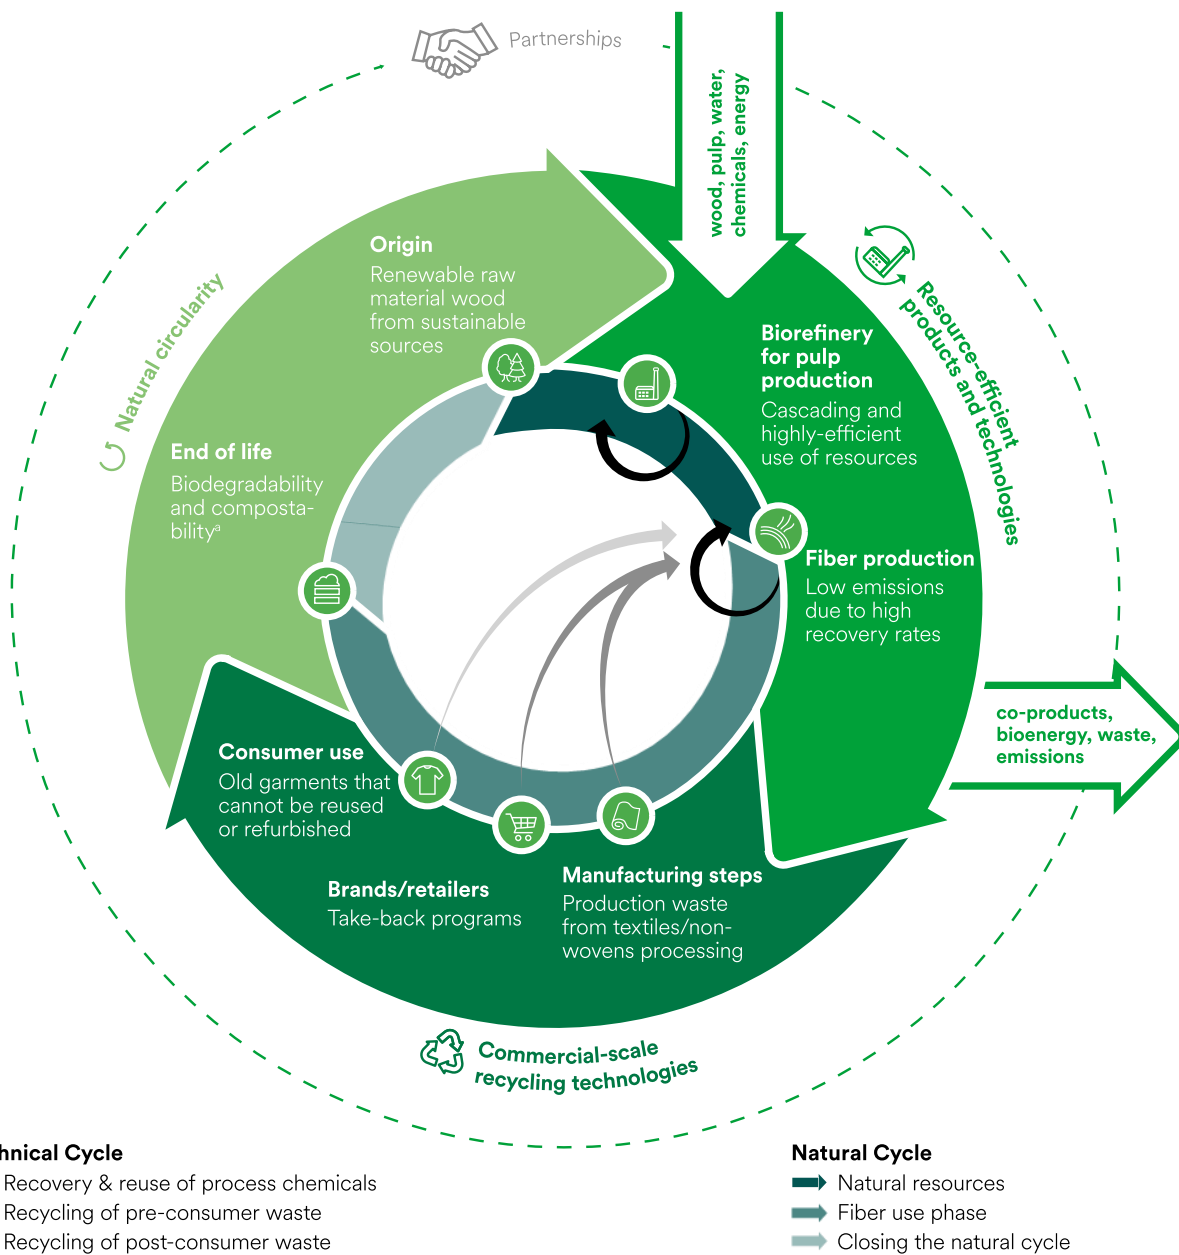 Partnerships
wood, pulp, water,
chemicals, energy
Origin
Renewable raw
material wood
from sustainable
sources
Natural circularity
Resource-efficient
products and technologies
Biorefinery
for pulp
production
Cascading and
highly-efficient
use of resources
End of life
Biodegradability
and composta-
bilityᵃ
Fiber production
Low emissions
due to high
recovery rates
co-products,
bioenergy, waste,
emissions
Consumer use
Old garments that
cannot be reused
or refurbished
Brands/retailers
Take-back programs
Manufacturing steps
Production waste
from textiles/non-
wovens processing
Commercial-scale
recycling technologies
hnical Cycle
Recovery & reuse of process chemicals
Recycling of pre-consumer waste
Recycling of post-consumer waste
Natural Cycle
Natural resources
Fiber use phase
Closing the natural cycle